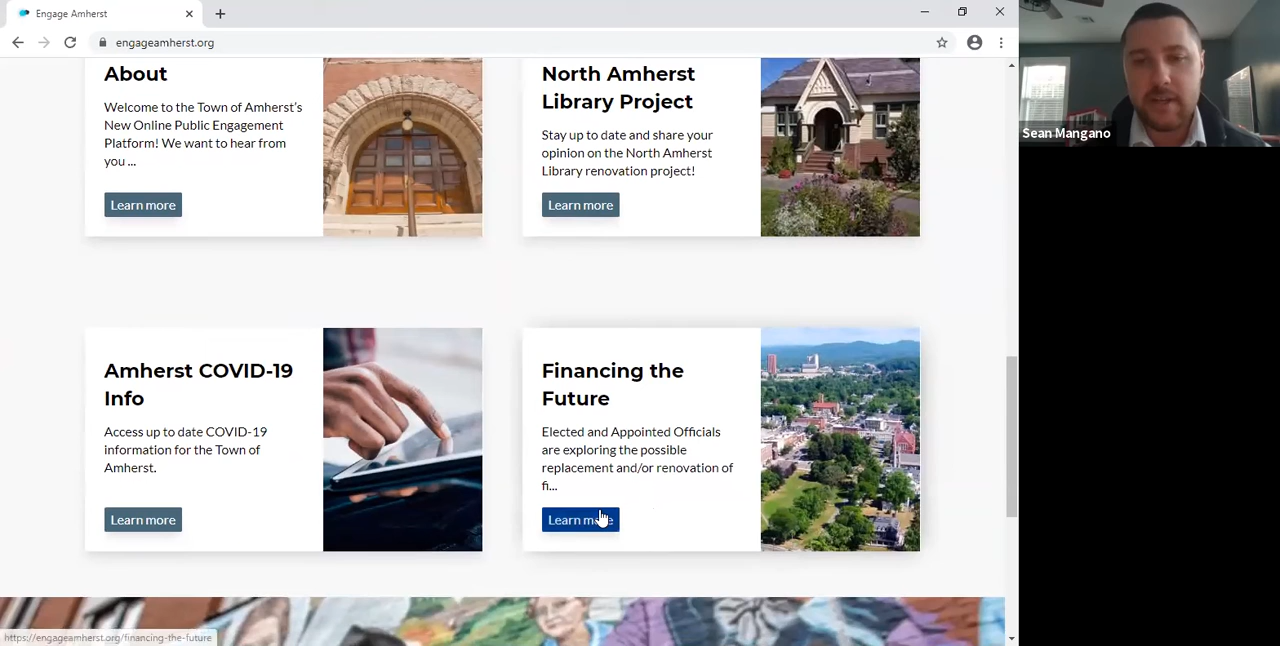 Engage Amherst
engageamherst.org
Sean Mangano
About
Welcome to the Town of Amherst's
New Online Public Engagement
Platform! We want to hear from
you ...
Learn more
North Amherst
Library Project
Stay up to date and share your
opinion on the North Amherst
Library renovation project!
Learn more
Amherst COVID-19
Info
Access up to date COVID-19
information for the Town of
Amherst.
Learn more
Financing the
Future
Elected and Appointed Officials
are exploring the possible
replacement and/or renovation of
fi...
Learn more
https://engageamherst.org/financing-the-future